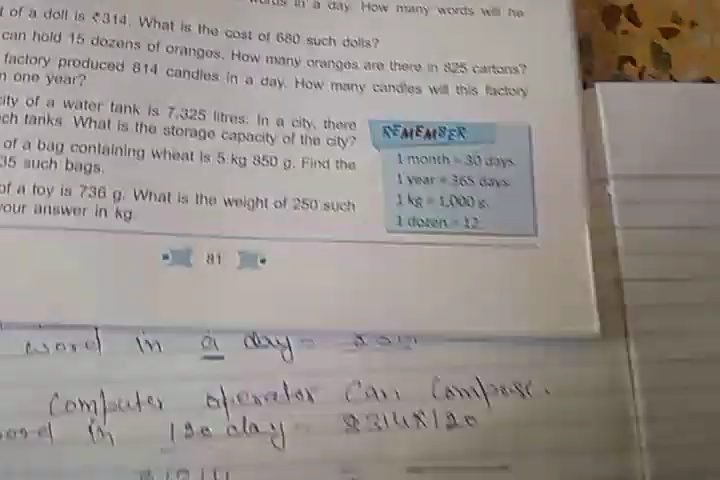 words in a day. How many words will he
t of a doll is ₹314. What is the cost of 680 such dolls?
can hold 15 dozens of oranges. How many oranges are there in 825 cartons?
factory produced 814 candles in a day. How many candles will this factory
n one year?
city of a water tank is 7,325 litres. In a city, there
ch tanks. What is the storage capacity of the city?
of a bag containing wheat is 5 kg 850 g. Find the
35 such bags.
of a toy is 736 g. What is the weight of 250 such
your answer in kg.
REMEMBER
1 month = 30 days
1 year = 365 days
1 kg = 1,000 g
1 dozen = 12
81
word in a day =
Computer operator Can Compose.
in 120 day = 2314×120